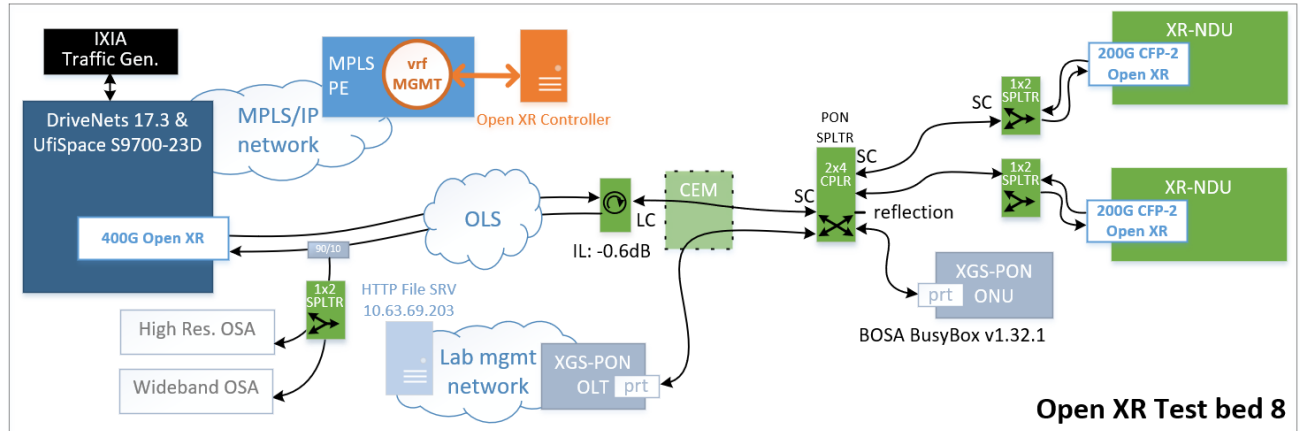 IXIA
Traffic Gen.
DriveNets 17.3 &
UfiSpace S9700-23D
400G Open XR
MPLS
PE
vrf
MGMT
Open XR Controller
MPLS/IP
network
OLS
90/10
1x2
SPLTR
High Res. OSA
Wideband OSA
HTTP File SRV
10.63.69.203
Lab mgmt
network
XGS-PON
OLT
prt
LC
IL: -0.6dB
CEM
PON
SPLTR
2x4
CPLR
SC
SC
SC
reflection
1x2
SPLTR
XR-NDU
200G CFP-2
Open XR
1x2
SPLTR
XR-NDU
200G CFP-2
Open XR
XGS-PON
ONU
prt
BOSA BusyBox v1.32.1
Open XR Test bed 8